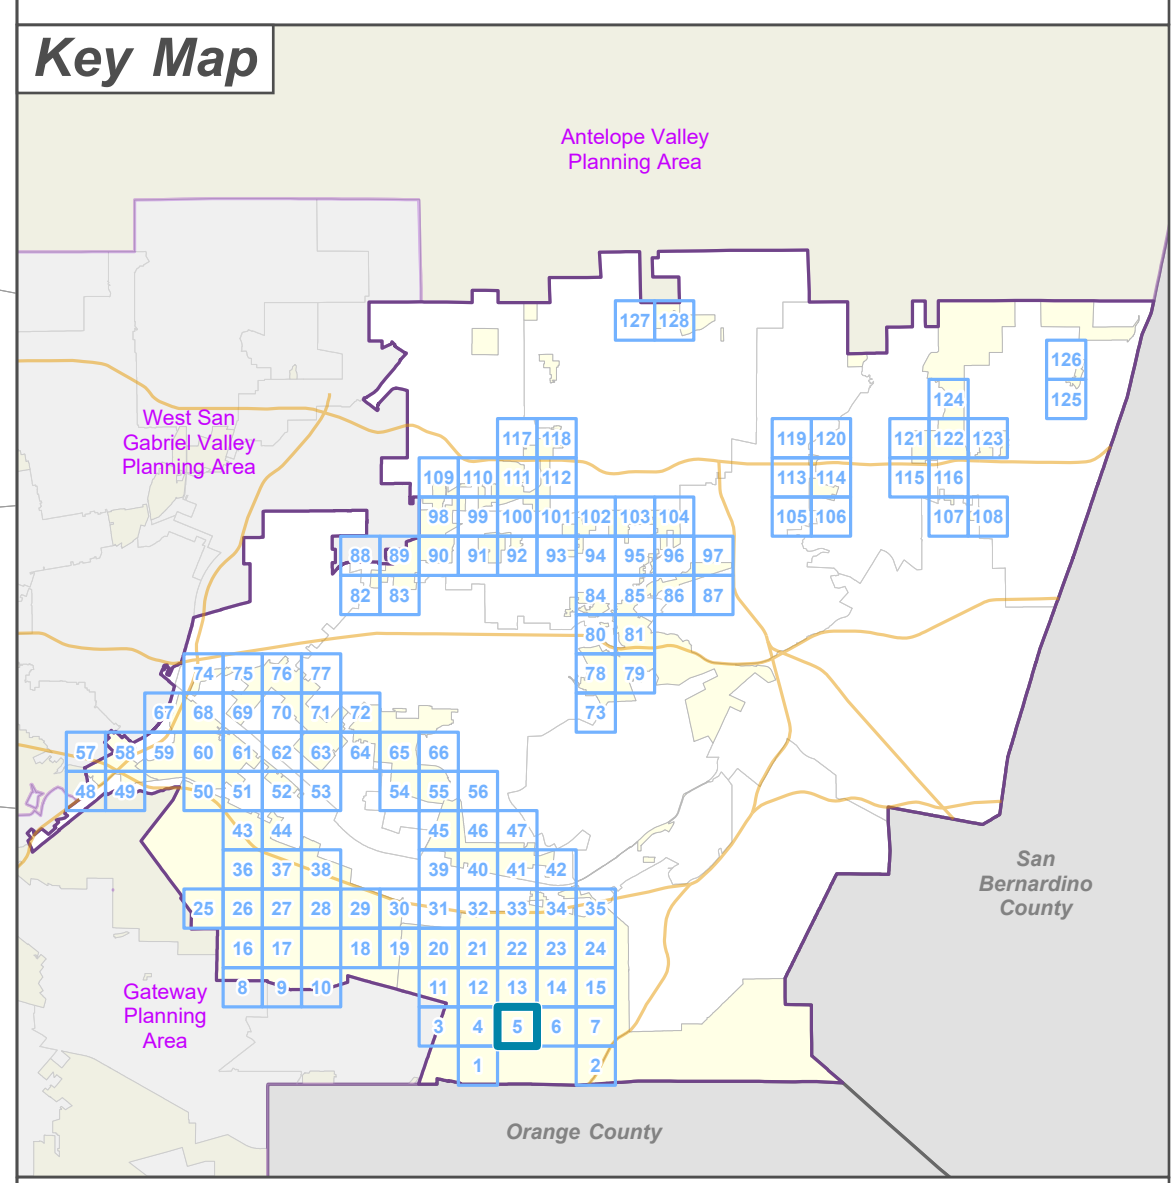 Key Map
Antelope Valley
Planning Area
127 128
126
125
124
West San
Gabriel Valley
Planning Area
117 118
119 120
121 122 123
109 110 111 112
113 114
115 116
98 99 100 101 102 103 104
105 106
107 108
88 89 90 91 92 93 94 95 96 97
82 83
84 85 86 87
80 81
74 75 76 77
78 79
67 68 69 70 71 72
73
57 58 59 60 61 62 63 64 65 66
48 49 50 51 52 53 54 55 56
43 44 45 46 47
36 37 38 39 40 41 42
San
Bernardino
County
25 26 27 28 29 30 31 32 33 34 35
16 17 18 19 20 21 22 23 24
8 9 10 11 12 13 14 15
Gateway
Planning
Area
3 4 5 6 7
1 2
Orange County